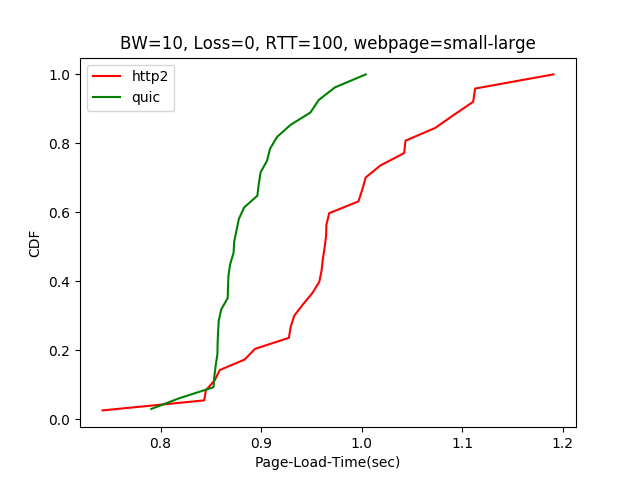 BW=10, Loss=0, RTT=100, webpage=small-large
http2
quic
CDF
1.0
0.8
0.6
0.4
0.2
0.0
0.8
0.9
1.0
1.1
1.2
Page-Load-Time(sec)